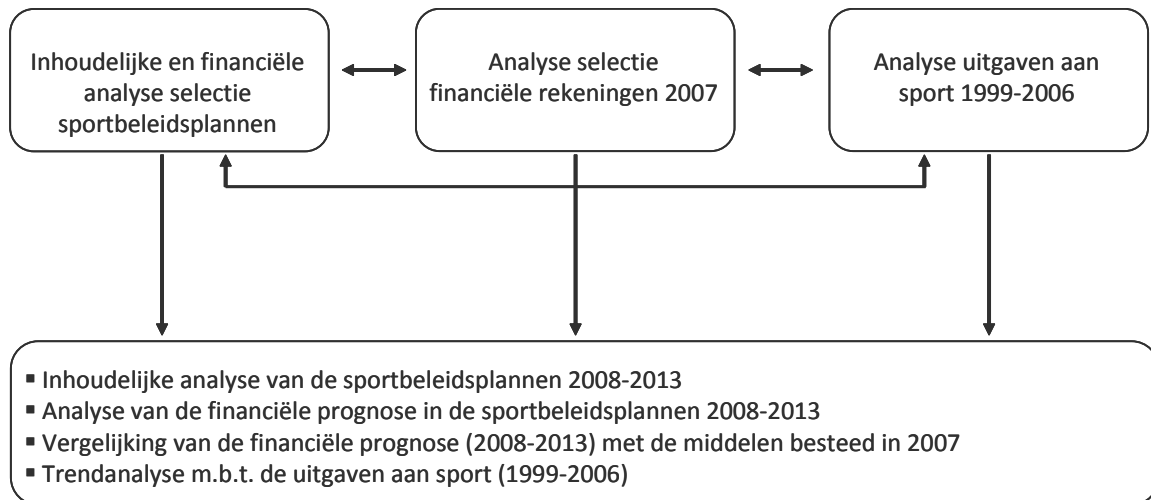 Inhoudelijke en financiële
analyse selectie
sportbeleidsplannen
Analyse selectie
financiële rekeningen 2007
Analyse uitgaven aan
sport 1999-2006
▪ Inhoudelijke analyse van de sportbeleidsplannen 2008-2013
▪ Analyse van de financiële prognose in de sportbeleidsplannen 2008-2013
▪ Vergelijking van de financiële prognose (2008-2013) met de middelen besteed in 2007
▪ Trendanalyse m.b.t. de uitgaven aan sport (1999-2006)